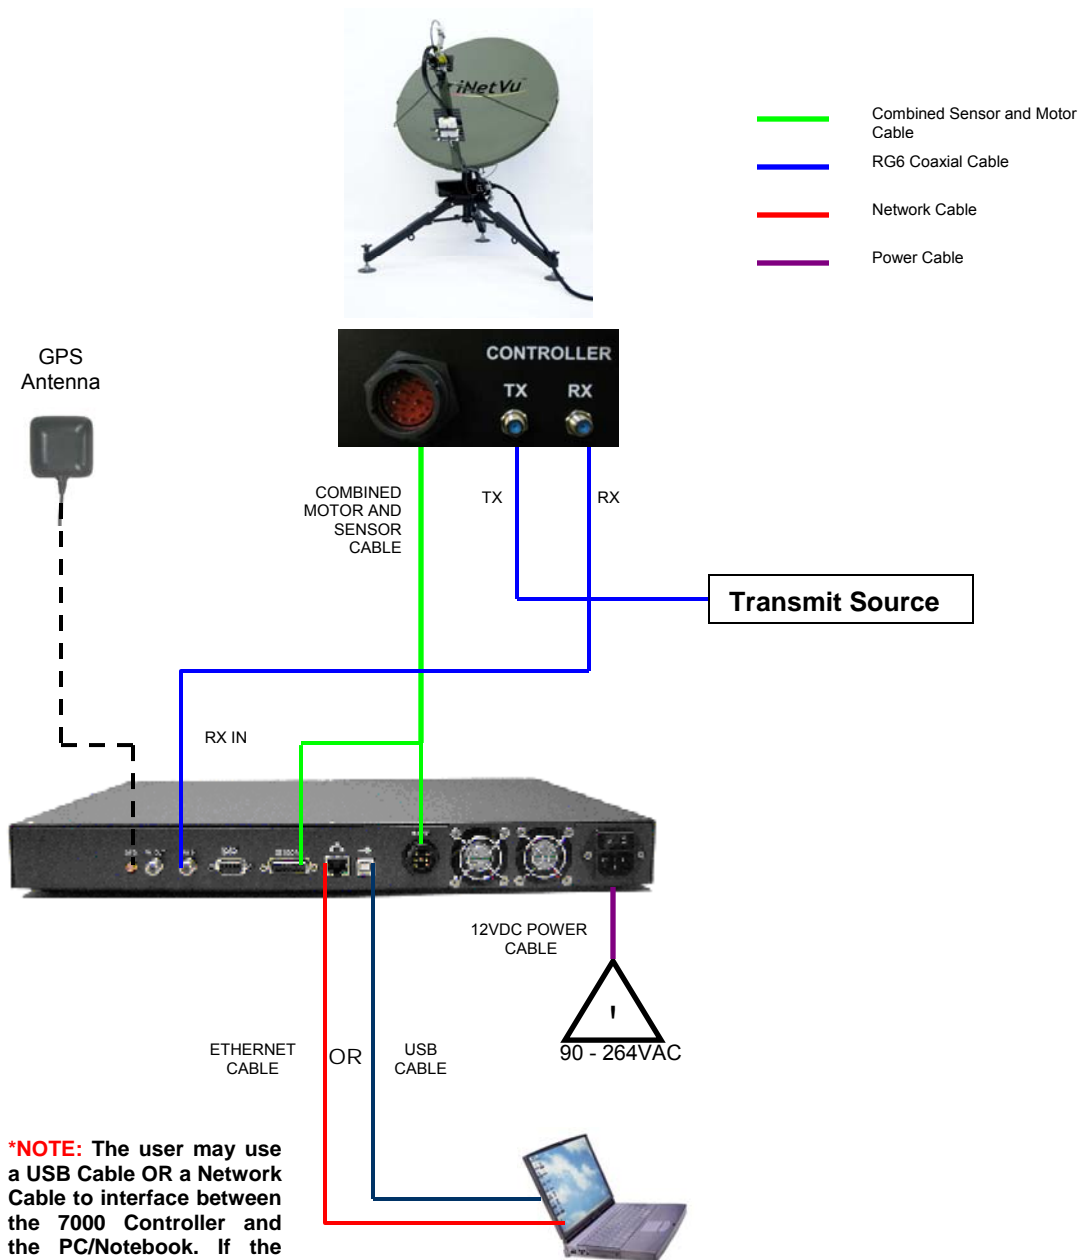 iNetVu
Combined Sensor and Motor
Cable
RG6 Coaxial Cable
Network Cable
Power Cable
GPS
Antenna
CONTROLLER
TX RX
COMBINED
MOTOR AND
SENSOR
CABLE
TX
RX
Transmit Source
RX IN
12VDC POWER
CABLE
!
90 - 264VAC
ETHERNET
CABLE
OR
USB
CABLE
*NOTE: The user may use
a USB Cable OR a Network
Cable to interface between
the 7000 Controller and
the PC/Notebook. If the